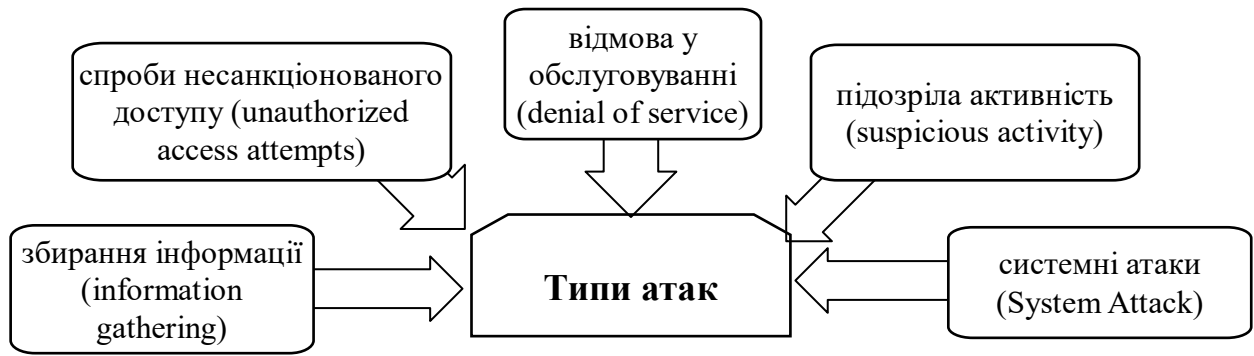 відмова у
обслуговуванні
(denial of service)
спроби несанкціонованого
доступу (unauthorized
access attempts)
підозріла активність
(suspicious activity)
збирання інформації
(information
gathering)
Типи атак
системні атаки
(System Attack)